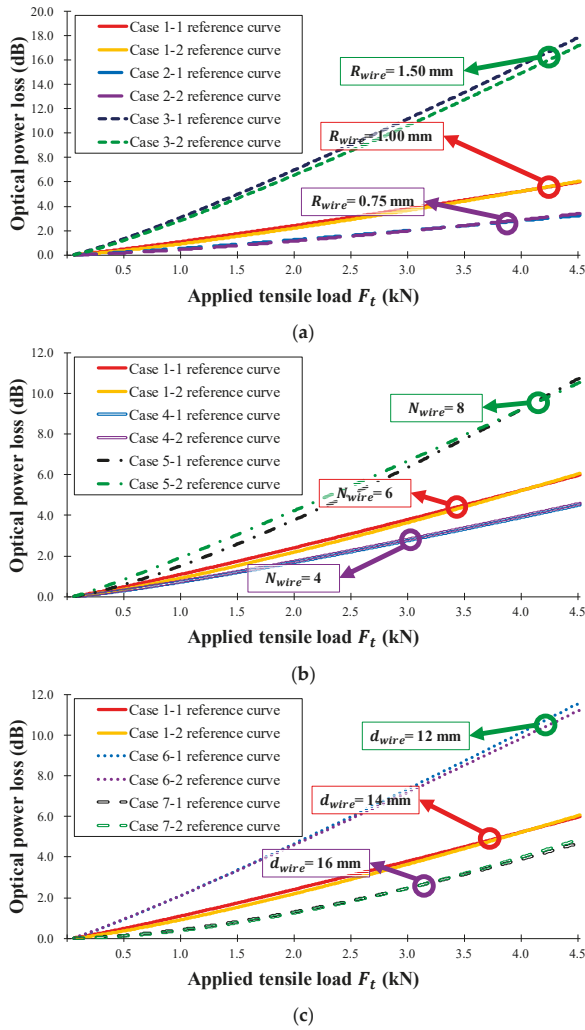 20.0
18.0
16.0
14.0
12.0
10.0
8.0
6.0
4.0
2.0
0.0
Optical power loss (dB)
Case 1-1 reference curve
Case 1-2 reference curve
Case 2-1 reference curve
Case 2-2 reference curve
Case 3-1 reference curve
Case 3-2 reference curve
R_wire= 1.50 mm
R_wire= 1.00 mm
R_wire= 0.75 mm
0.5 1.0 1.5 2.0 2.5 3.0 3.5 4.0 4.5
Applied tensile load F_t (kN)
(a)
12.0
10.0
8.0
6.0
4.0
2.0
0.0
Optical power loss (dB)
Case 1-1 reference curve
Case 1-2 reference curve
Case 4-1 reference curve
Case 4-2 reference curve
Case 5-1 reference curve
Case 5-2 reference curve
N_wire= 8
N_wire= 6
N_wire= 4
0.5 1.0 1.5 2.0 2.5 3.0 3.5 4.0 4.5
Applied tensile load F_t (kN)
(b)
12.0
10.0
8.0
6.0
4.0
2.0
0.0
Optical power loss (dB)
Case 1-1 reference curve
Case 1-2 reference curve
Case 6-1 reference curve
Case 6-2 reference curve
Case 7-1 reference curve
Case 7-2 reference curve
d_wire= 12 mm
d_wire= 14 mm
d_wire= 16 mm
0.5 1.0 1.5 2.0 2.5 3.0 3.5 4.0 4.5
Applied tensile load F_t (kN)
(c)